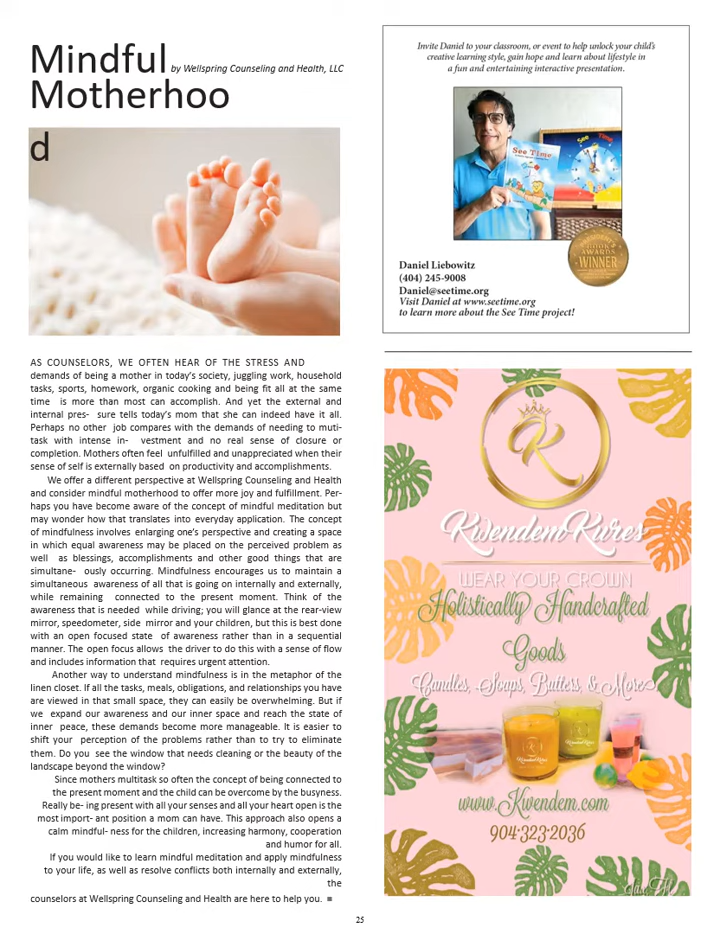 Mindful by Wellspring Counseling and Health, LLC
Motherhoo
d
AS COUNSELORS, WE OFTEN HEAR OF THE STRESS AND
demands of being a mother in today's society, juggling work, household
tasks, sports, homework, organic cooking and being fit all at the same
time is more than most can accomplish. And yet the external and
internal pres- sure tells today's mom that she can indeed have it all.
Perhaps no other job compares with the demands of needing to muti-
task with intense in- vestment and no real sense of closure or
completion. Mothers often feel unfulfilled and unappreciated when their
sense of self is externally based on productivity and accomplishments.
We offer a different perspective at Wellspring Counseling and Health
and consider mindful motherhood to offer more joy and fulfillment. Per-
haps you have become aware of the concept of mindful meditation but
may wonder how that translates into everyday application. The concept
of mindfulness involves enlarging one's perspective and creating a space
in which equal awareness may be placed on the perceived problem as
well as blessings, accomplishments and other good things that are
simultane- ously occurring. Mindfulness encourages us to maintain a
simultaneous awareness of all that is going on internally and externally,
while remaining connected to the present moment. Think of the
awareness that is needed while driving; you will glance at the rear-view
mirror, speedometer, side mirror and your children, but this is best done
with an open focused state of awareness rather than in a sequential
manner. The open focus allows the driver to do this with a sense of flow
and includes information that requires urgent attention.
Another way to understand mindfulness is in the metaphor of the
linen closet. If all the tasks, meals, obligations, and relationships you have
are viewed in that small space, they can easily be overwhelming. But if
we expand our awareness and our inner space and reach the state of
inner peace, these demands become more manageable. It is easier to
shift your perception of the problems rather than to try to eliminate
them. Do you see the window that needs cleaning or the beauty of the
landscape beyond the window?
Since mothers multitask so often the concept of being connected to
the present moment and the child can be overcome by the busyness.
Really be- ing present with all your senses and all your heart open is the
most import- ant position a mom can have. This approach also opens a
calm mindful- ness for the children, increasing harmony, cooperation
and humor for all.
If you would like to learn mindful meditation and apply mindfulness
to your life, as well as resolve conflicts both internally and externally,
the
counselors at Wellspring Counseling and Health are here to help you. ■
Invite Daniel to your classroom, or event to help unlock your child's
creative learning style, gain hope and learn about lifestyle in
a fun and entertaining interactive presentation.
See Time
See Time
BOOK
AWARDS
WINNER
Daniel Liebowitz
(404) 245-9008
Daniel@seetime.org
Visit Daniel at www.seetime.org
to learn more about the See Time project!
K
KwendemKures
WEAR YOUR CROWN
Holistically Handcrafted
Goods
Candles, Soaps, Butters, & More
www.Kwendem.com
904·323·2036
25